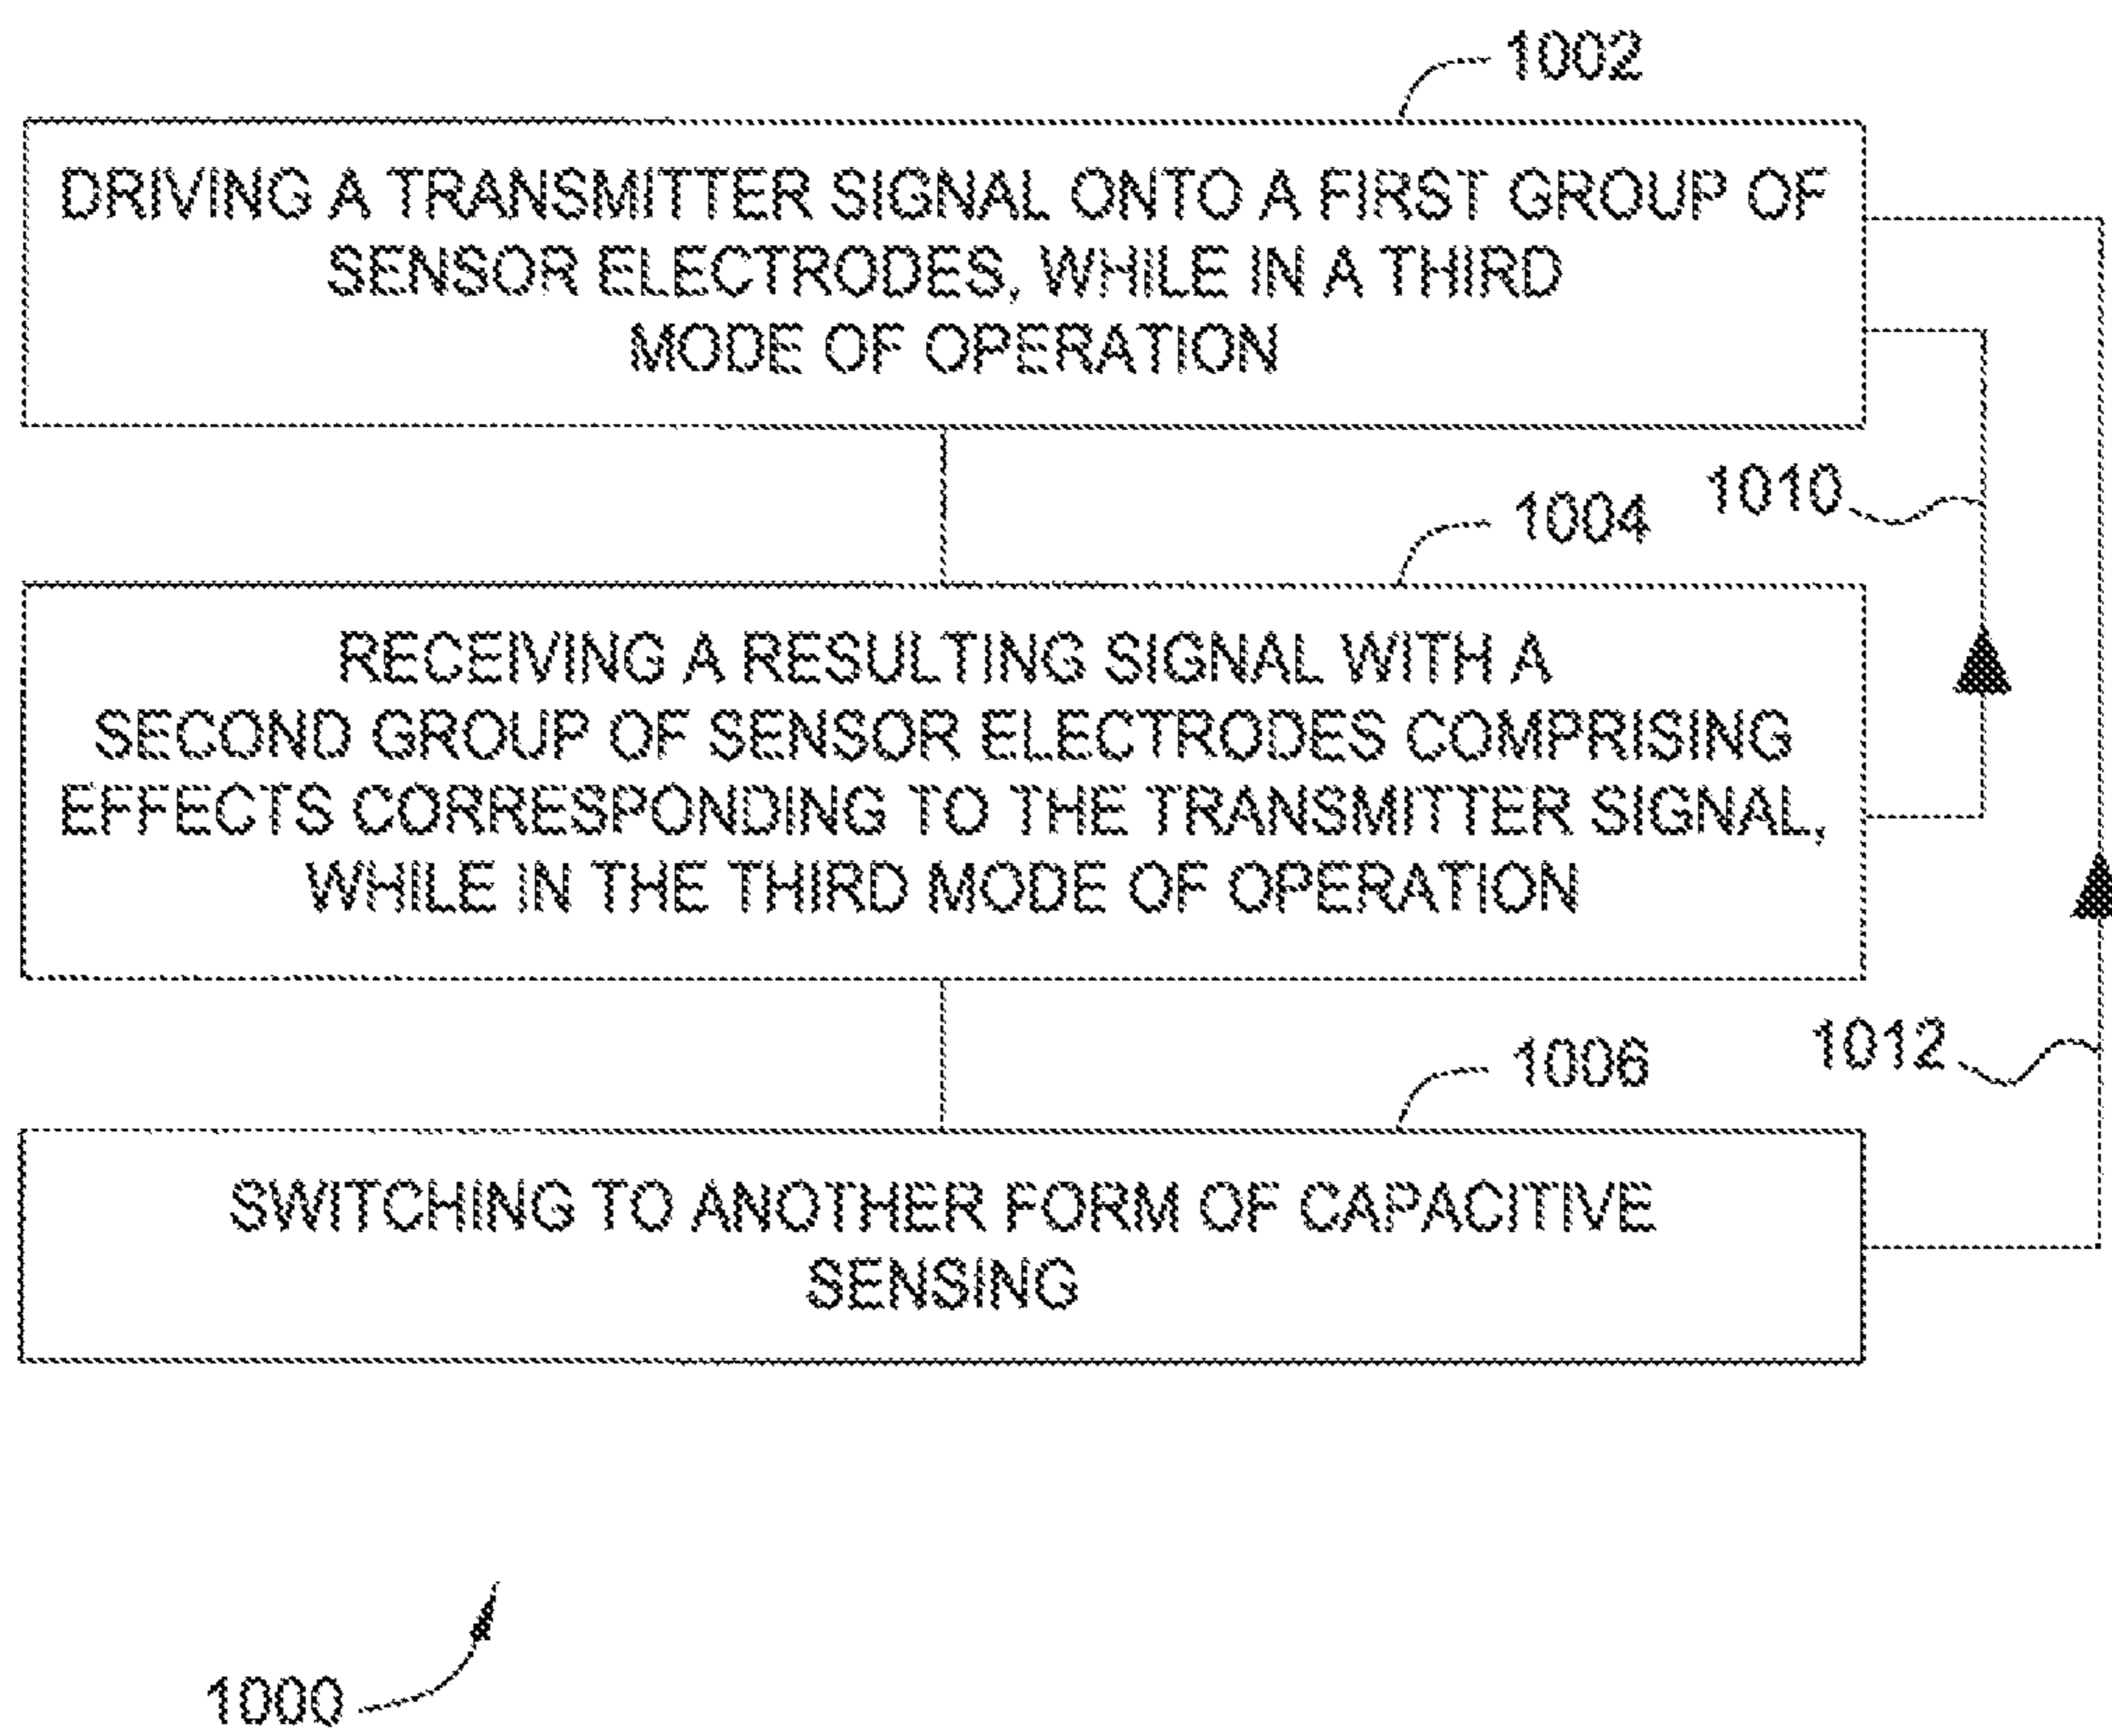 1002
DRIVING A TRANSMITTER SIGNAL ONTO A FIRST GROUP OF
SENSOR ELECTRODES, WHILE IN A THIRD
MODE OF OPERATION
1010
1004
RECEIVING A RESULTING SIGNAL WITH A
SECOND GROUP OF SENSOR ELECTRODES COMPRISING
EFFECTS CORRESPONDING TO THE TRANSMITTER SIGNAL,
WHILE IN THE THIRD MODE OF OPERATION
1012
1006
SWITCHING TO ANOTHER FORM OF CAPACITIVE
SENSING
1000